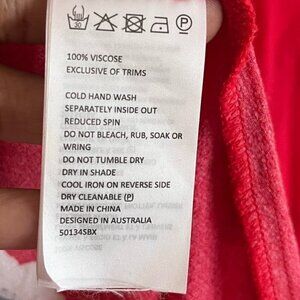 30 P
100% VISCOSE
EXCLUSIVE OF TRIMS
COLD HAND WASH
SEPARATELY INSIDE OUT
REDUCED SPIN
DO NOT BLEACH, RUB, SOAK OR
WRING
DO NOT TUMBLE DRY
DRY IN SHADE
COOL IRON ON REVERSE SIDE
DRY CLEANABLE (P)
MADE IN CHINA
DESIGNED IN AUSTRALIA
501345BX